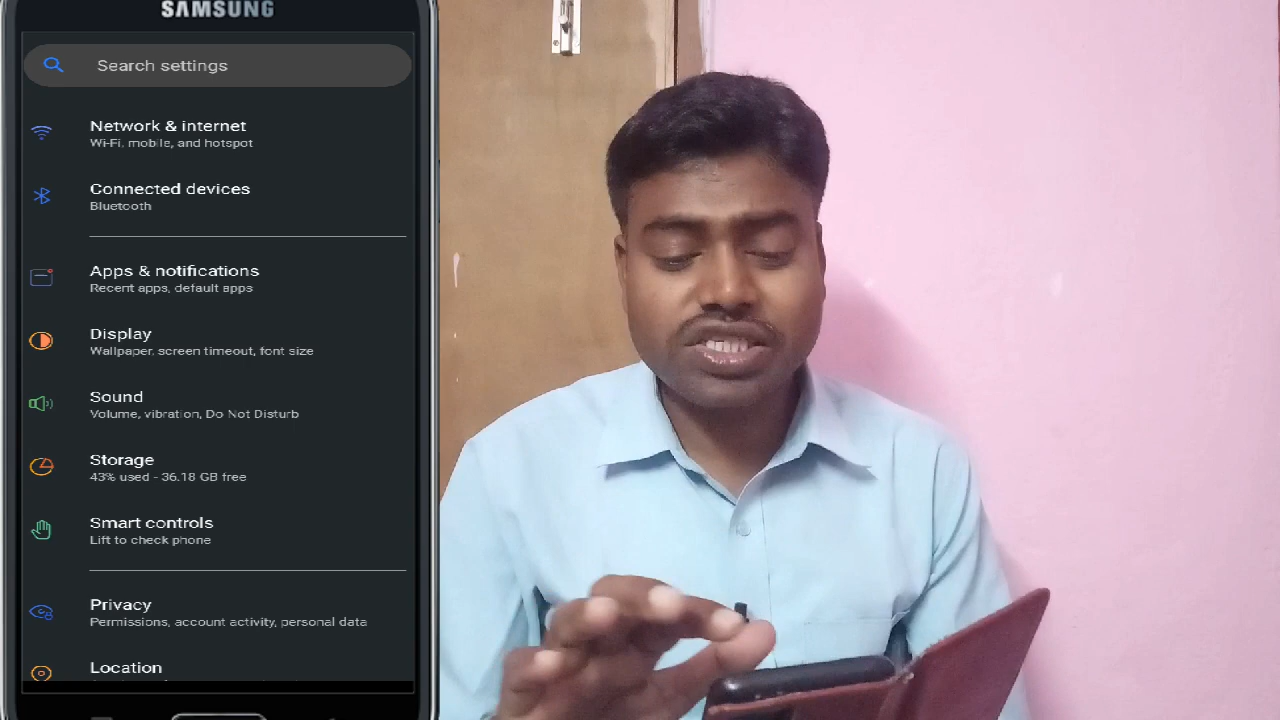 SAMSUNG
Search settings
Network & internet
Wi-Fi, mobile, and hotspot
Connected devices
Bluetooth
Apps & notifications
Recent apps, default apps
Display
Wallpaper, screen timeout, font size
Sound
Volume, vibration, Do Not Disturb
Storage
43% used - 36.18 GB free
Smart controls
Lift to check phone
Privacy
Permissions, account activity, personal data
Location